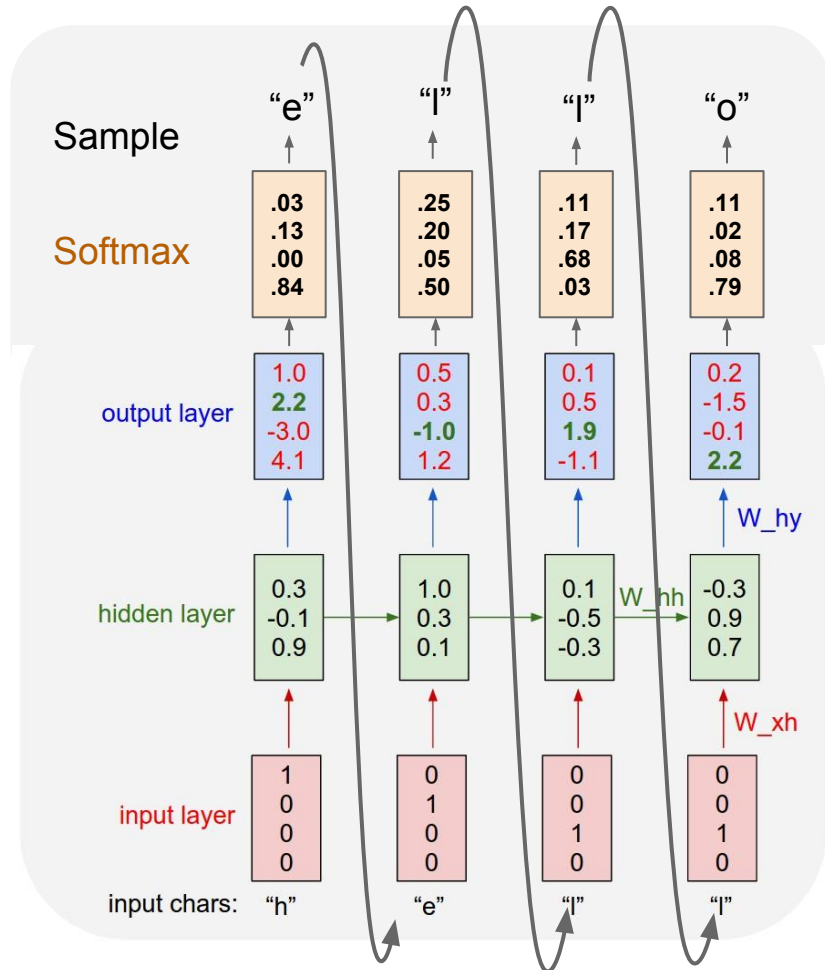 “e” “l” “l” “o”
Sample
.03 .25 .11 .11
.13 .20 .17 .02
Softmax
.00 .05 .68 .08
.84 .50 .03 .79
1.0 0.5 0.1 0.2
2.2 0.3 0.5 -1.5
output layer
-3.0 -1.0 1.9 -0.1
4.1 1.2 -1.1 2.2
W_hy
0.3 1.0 0.1 -0.3
W_hh
hidden layer -0.1 0.3 -0.5 0.9
0.9 0.1 -0.3 0.7
W_xh
1 0 0 0
0 1 0 0
input layer
0 0 1 1
0 0 0 0
input chars: “h” “e” “l” “l”